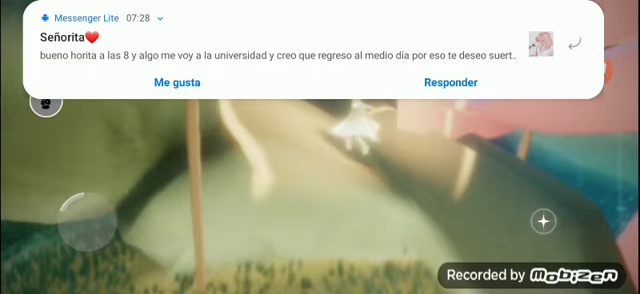 Messenger Lite 07:28
Señorita❤️
bueno horita a las 8 y algo me voy a la universidad y creo que regreso al medio día por eso te deseo suert..
Me gusta Responder
Recorded by Mobizen